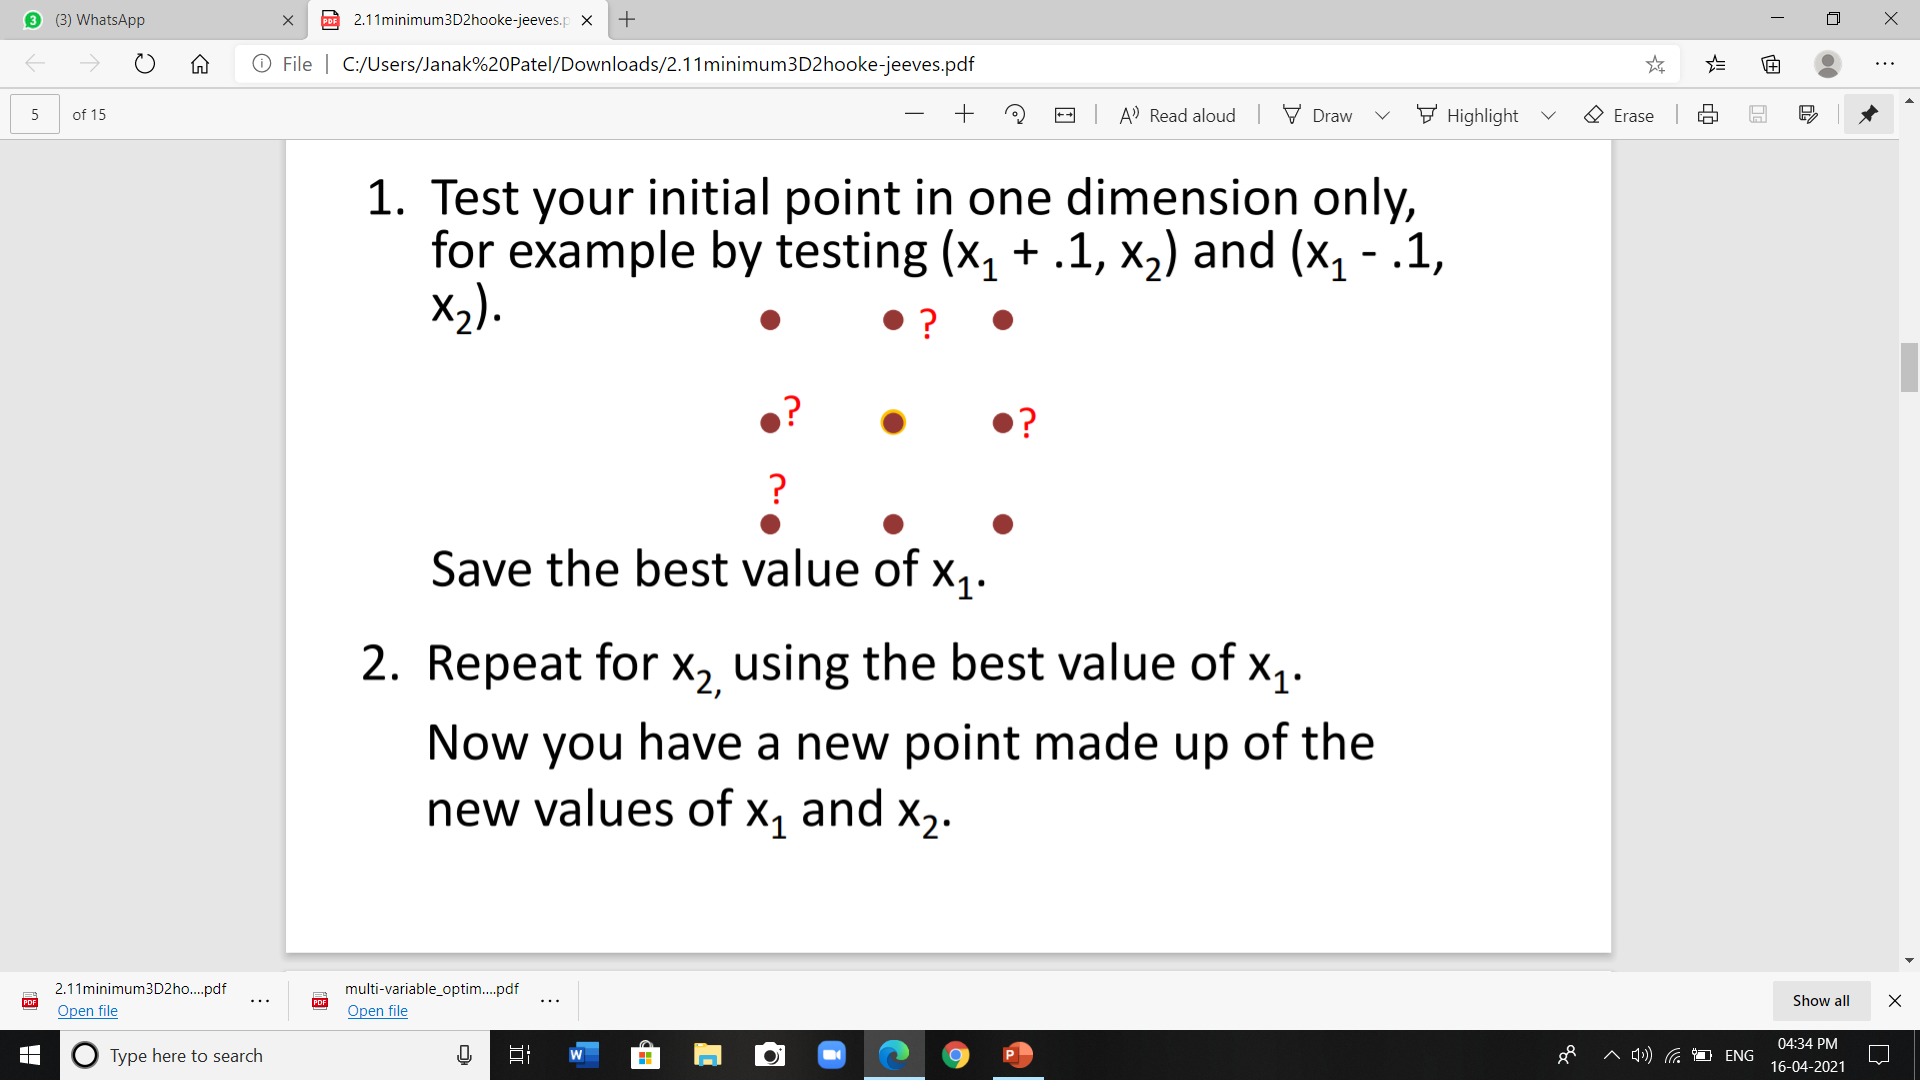 (3) WhatsApp
2.11minimum3D2hooke-jeeves.p
File
C:/Users/Janak%20Patel/Downloads/2.11minimum3D2hooke-jeeves.pdf
5 of 15
Read aloud
Draw
Highlight
Erase
1. Test your initial point in one dimension only,
for example by testing (x₁ + .1, x₂) and (x₁ - .1,
x₂).
?
?
?
?
Save the best value of x₁.
2. Repeat for x₂, using the best value of x₁.
Now you have a new point made up of the
new values of x₁ and x₂.
2.11minimum3D2ho....pdf
Open file
multi-variable_optim....pdf
Open file
Show all
Type here to search
ENG
04:34 PM
16-04-2021